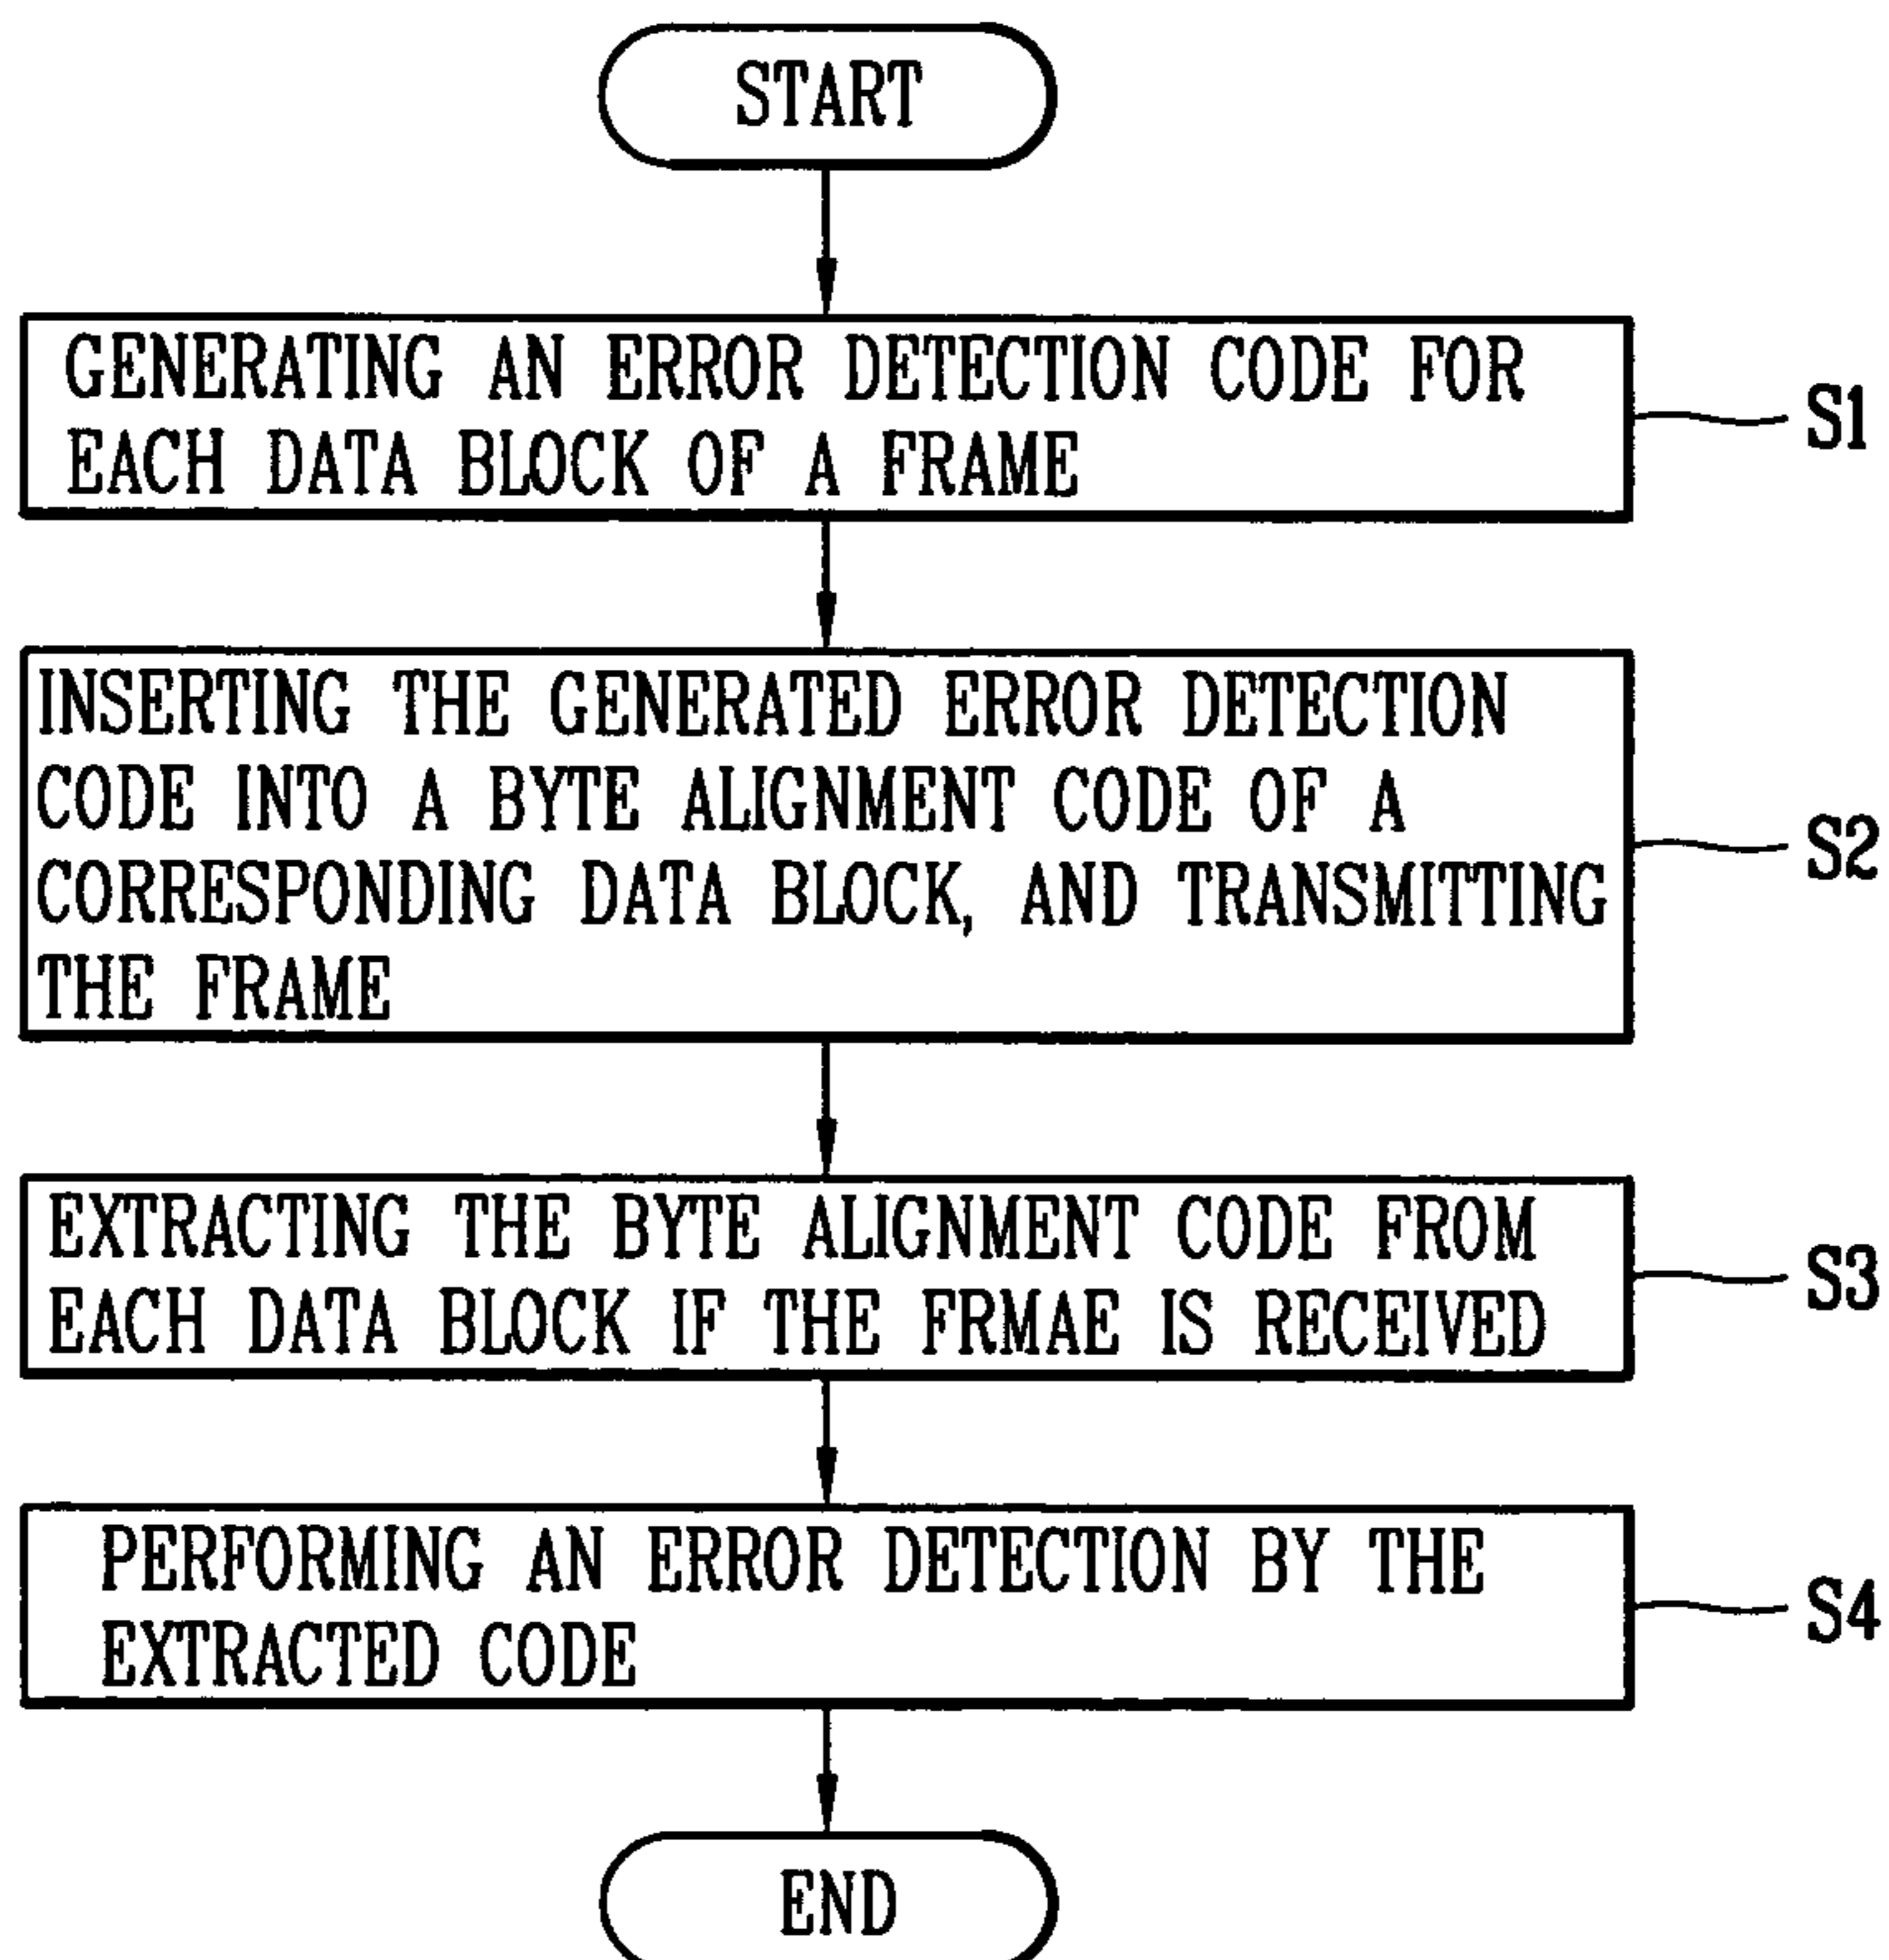 START
GENERATING AN ERROR DETECTION CODE FOR
EACH DATA BLOCK OF A FRAME
S1
INSERTING THE GENERATED ERROR DETECTION
CODE INTO A BYTE ALIGNMENT CODE OF A
CORRESPONDING DATA BLOCK, AND TRANSMITTING
THE FRAME
S2
EXTRACTING THE BYTE ALIGNMENT CODE FROM
EACH DATA BLOCK IF THE FRMAE IS RECEIVED
S3
PERFORMING AN ERROR DETECTION BY THE
EXTRACTED CODE
S4
END